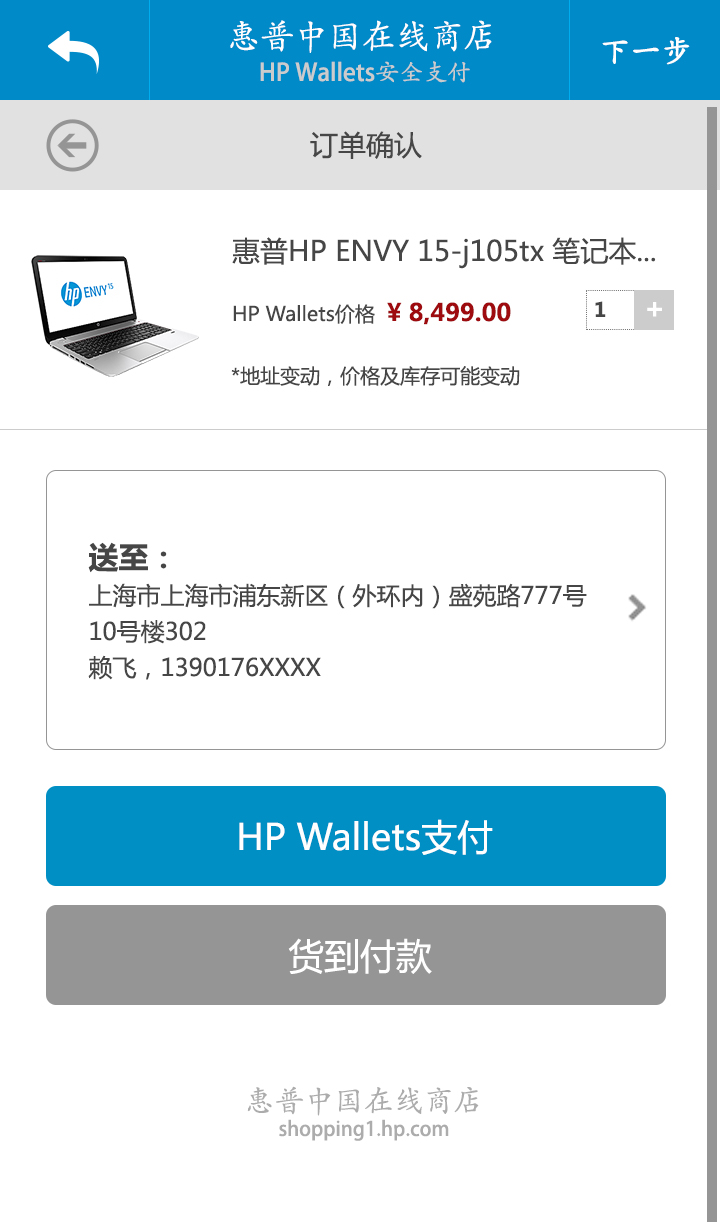 惠普中国在线商店
HP Wallets安全支付
下一步
订单确认
惠普HP ENVY 15-j105tx 笔记本...
hp ENVY 15
HP Wallets价格 ¥ 8,499.00
1 +
*地址变动，价格及库存可能变动
送至：
上海市上海市浦东新区（外环内）盛苑路777号
10号楼302
赖飞，1390176XXXX
HP Wallets支付
货到付款
惠普中国在线商店
shopping1.hp.com